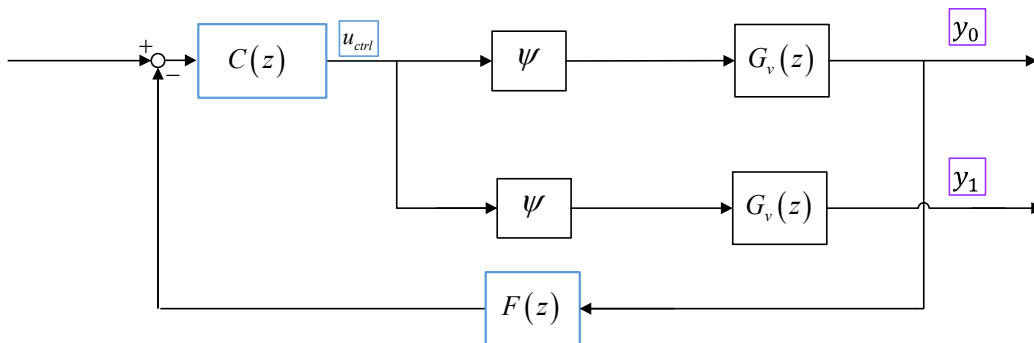 +
−
C(z)
u_ctrl
ψ
G_v(z)
y_0
ψ
G_v(z)
y_1
F(z)